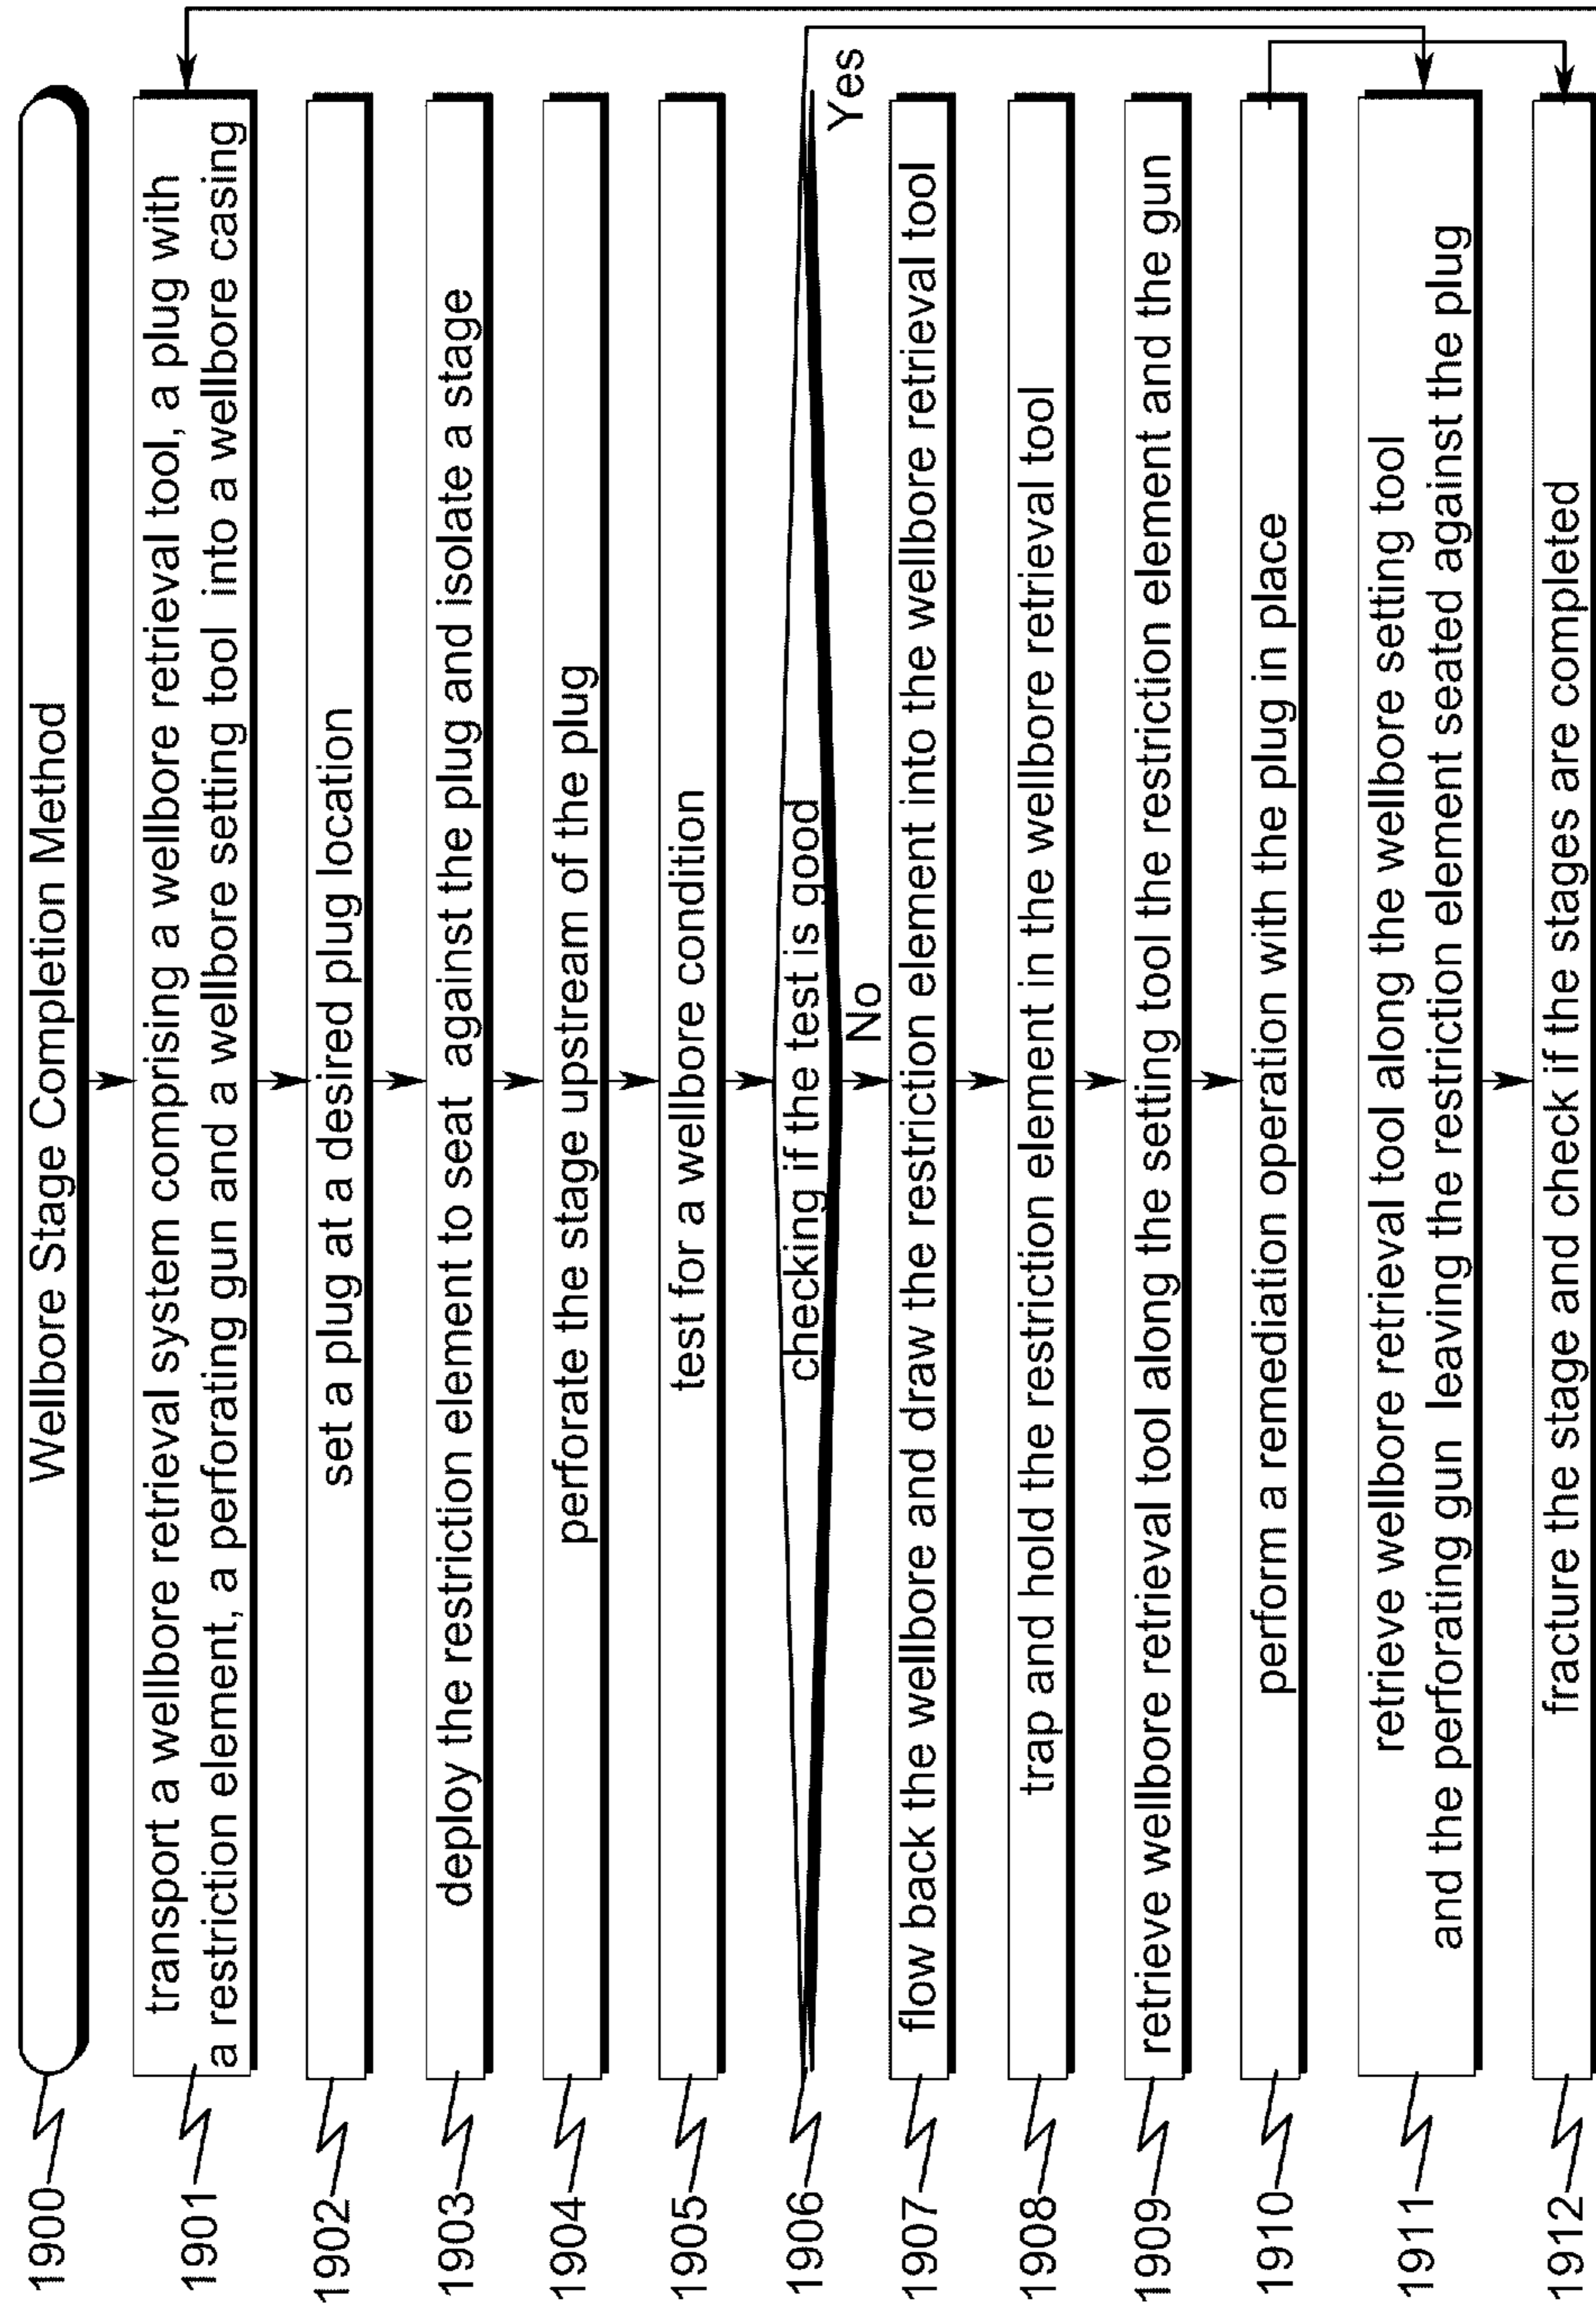 1900
Wellbore Stage Completion Method
1901
transport a wellbore retrieval system comprising a wellbore retrieval tool, a plug with
a restriction element, a perforating gun and a wellbore setting tool into a wellbore casing
1902
set a plug at a desired plug location
1903
deploy the restriction element to seat against the plug and isolate a stage
1904
perforate the stage upstream of the plug
1905
test for a wellbore condition
1906
checking if the test is good
Yes
No
1907
flow back the wellbore and draw the restriction element into the wellbore retrieval tool
1908
trap and hold the restriction element in the wellbore retrieval tool
1909
retrieve wellbore retrieval tool along the setting tool the restriction element and the gun
1910
perform a remediation operation with the plug in place
1911
retrieve wellbore retrieval tool along the wellbore setting tool
and the perforating gun leaving the restriction element seated against the plug
1912
fracture the stage and check if the stages are completed